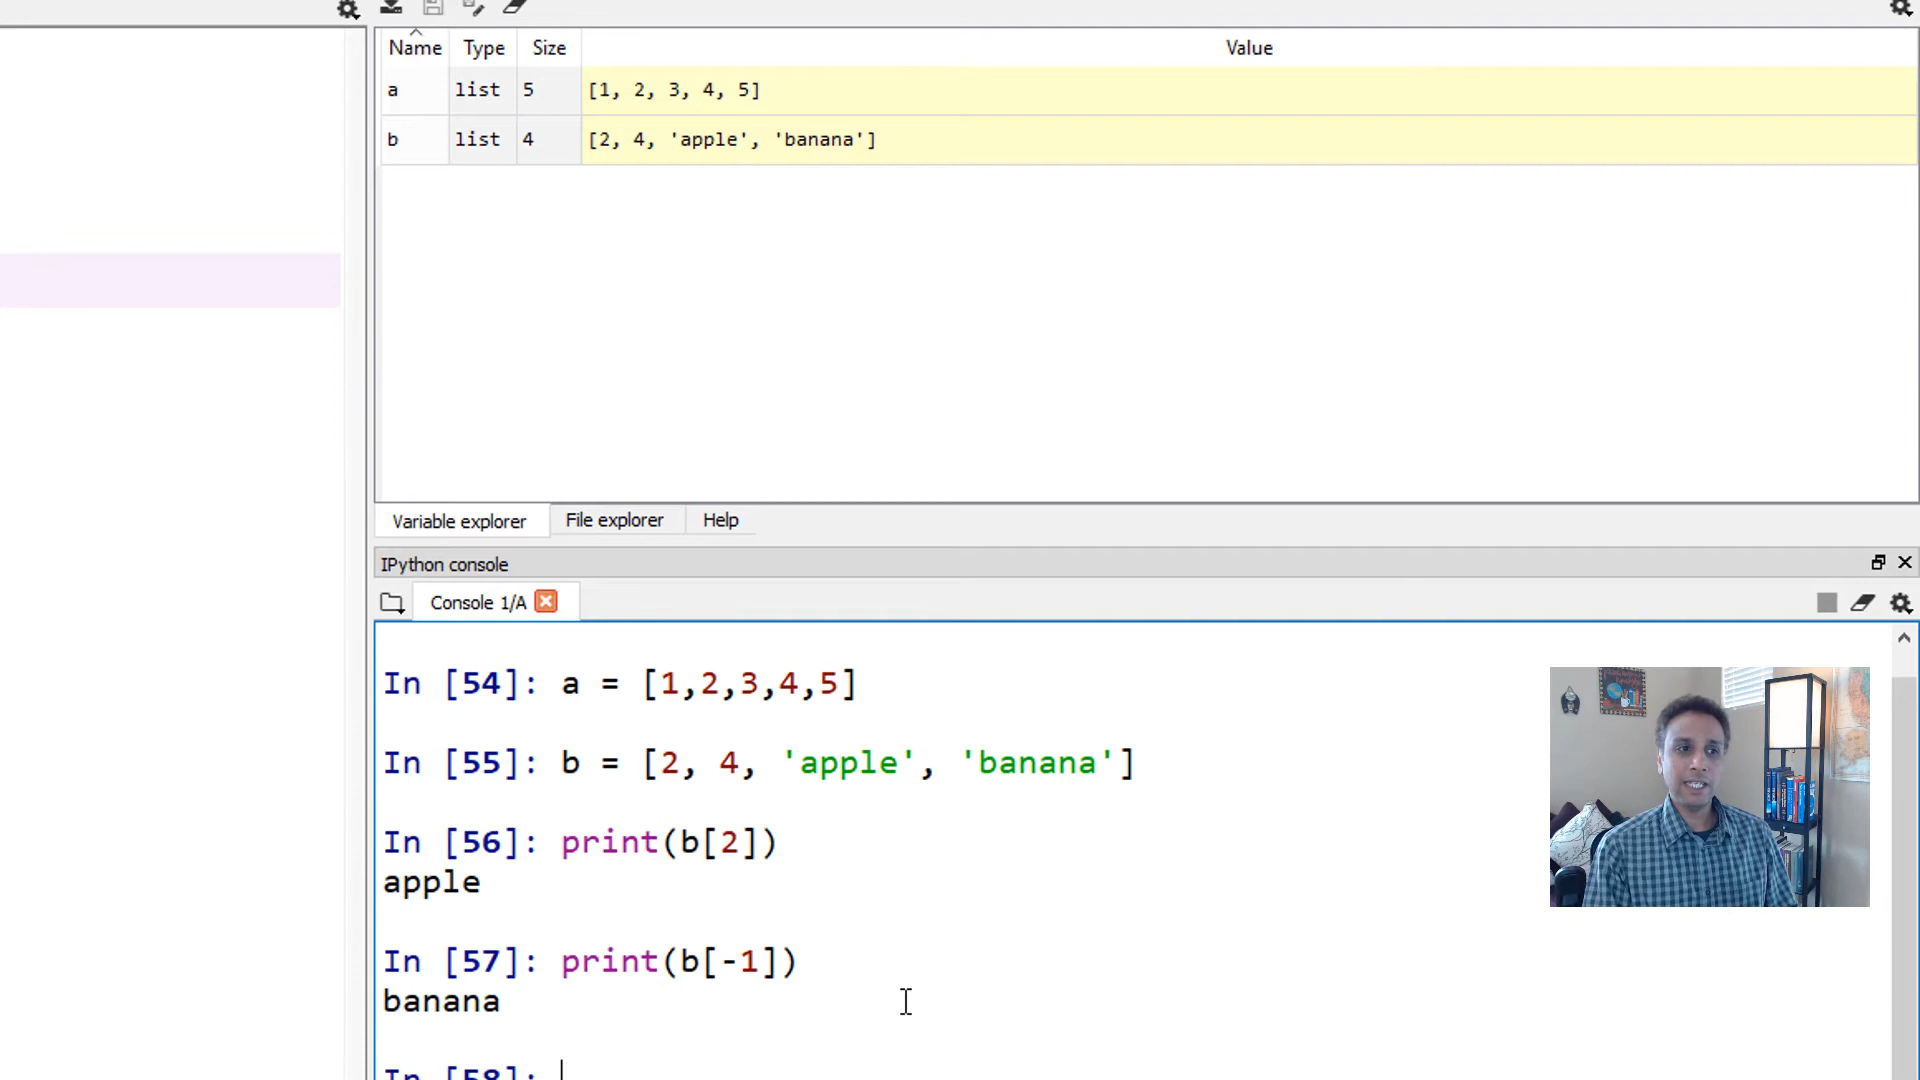 Name Type Size Value
a list 5 [1, 2, 3, 4, 5]
b list 4 [2, 4, 'apple', 'banana']
Variable explorer File explorer Help
IPython console
Console 1/A
In [54]: a = [1,2,3,4,5]
In [55]: b = [2, 4, 'apple', 'banana']
In [56]: print(b[2])
apple
In [57]: print(b[-1])
banana
In [58]: